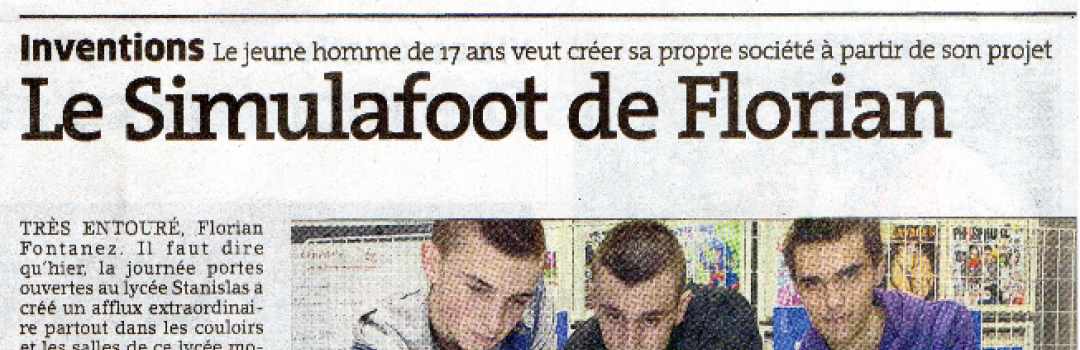 Inventions Le jeune homme de 17 ans veut créer sa propre société à partir de son projet
Le Simulafoot de Florian
TRÈS ENTOURÉ, Florian
Fontanez. Il faut dire
qu'hier, la journée portes
ouvertes au lycée Stanislas a
créé un afflux extraordinai-
re partout dans les couloirs
et les salles de ce lycée mo-